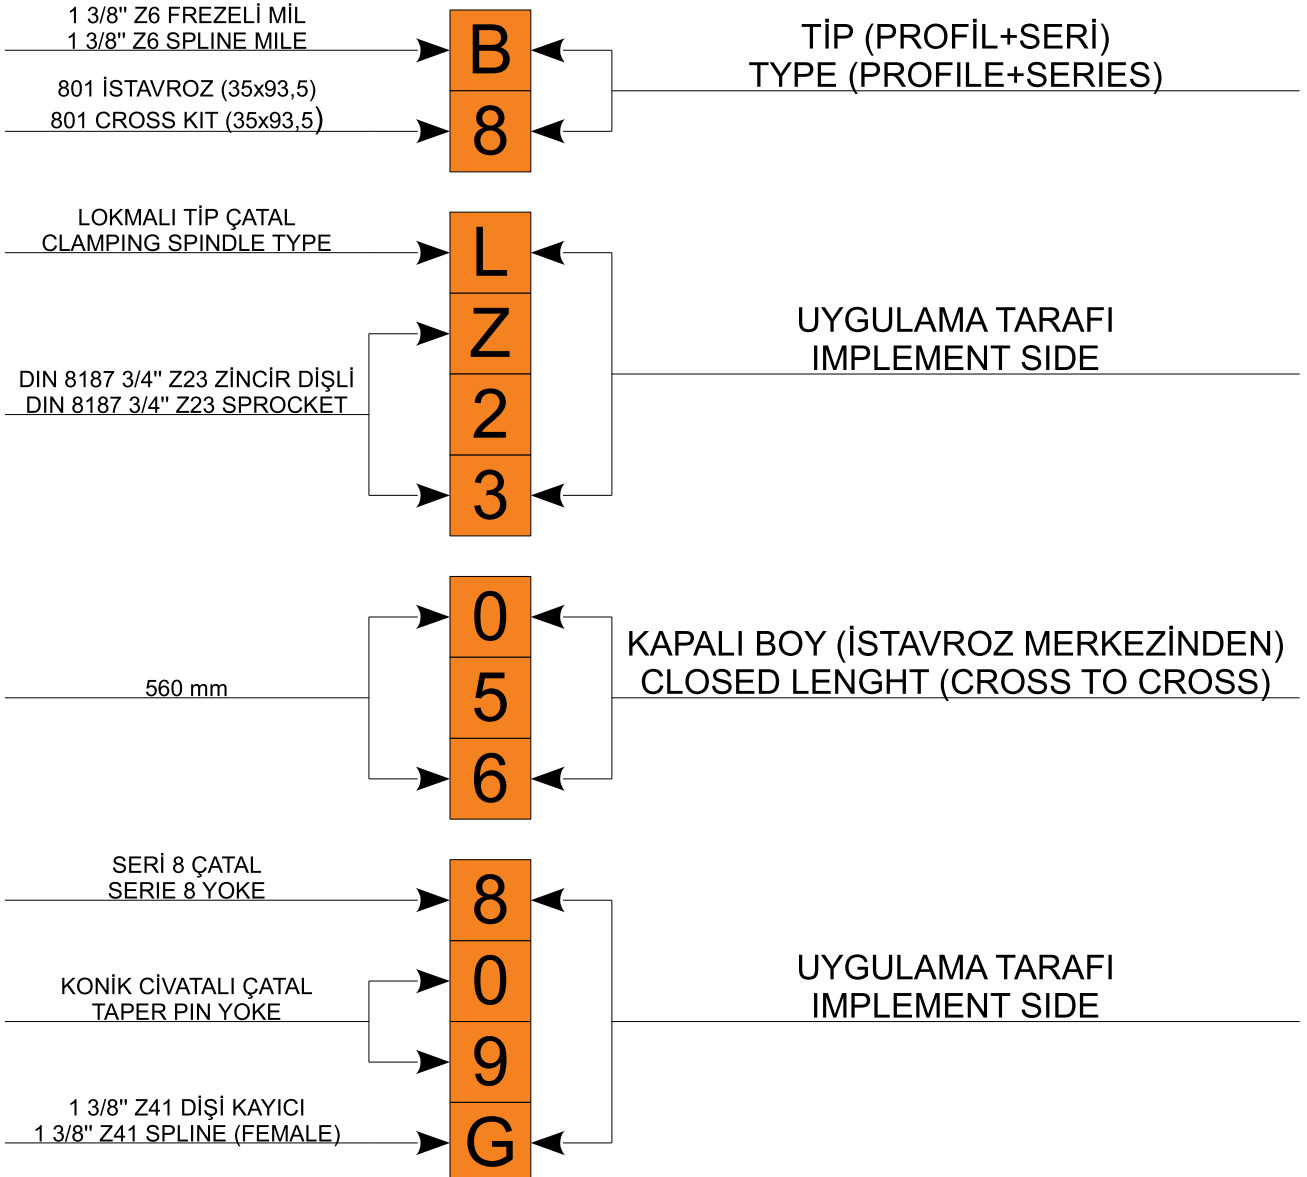 1 3/8" Z6 FREZELİ MİL
1 3/8" Z6 SPLINE MILE
B
TİP (PROFİL+SERİ)
TYPE (PROFILE+SERIES)
801 İSTAVROZ (35x93,5)
801 CROSS KIT (35x93,5)
8
LOKMALI TİP ÇATAL
CLAMPING SPINDLE TYPE
L
Z
UYGULAMA TARAFI
IMPLEMENT SIDE
DIN 8187 3/4" Z23 ZİNCİR DİŞLİ
DIN 8187 3/4" Z23 SPROCKET
2
3
0
KAPALI BOY (İSTAVROZ MERKEZİNDEN)
CLOSED LENGHT (CROSS TO CROSS)
560 mm
5
6
SERİ 8 ÇATAL
SERIE 8 YOKE
8
KONİK CİVATALI ÇATAL
TAPER PIN YOKE
0
UYGULAMA TARAFI
IMPLEMENT SIDE
9
1 3/8" Z41 DİŞİ KAYICI
1 3/8" Z41 SPLINE (FEMALE)
G